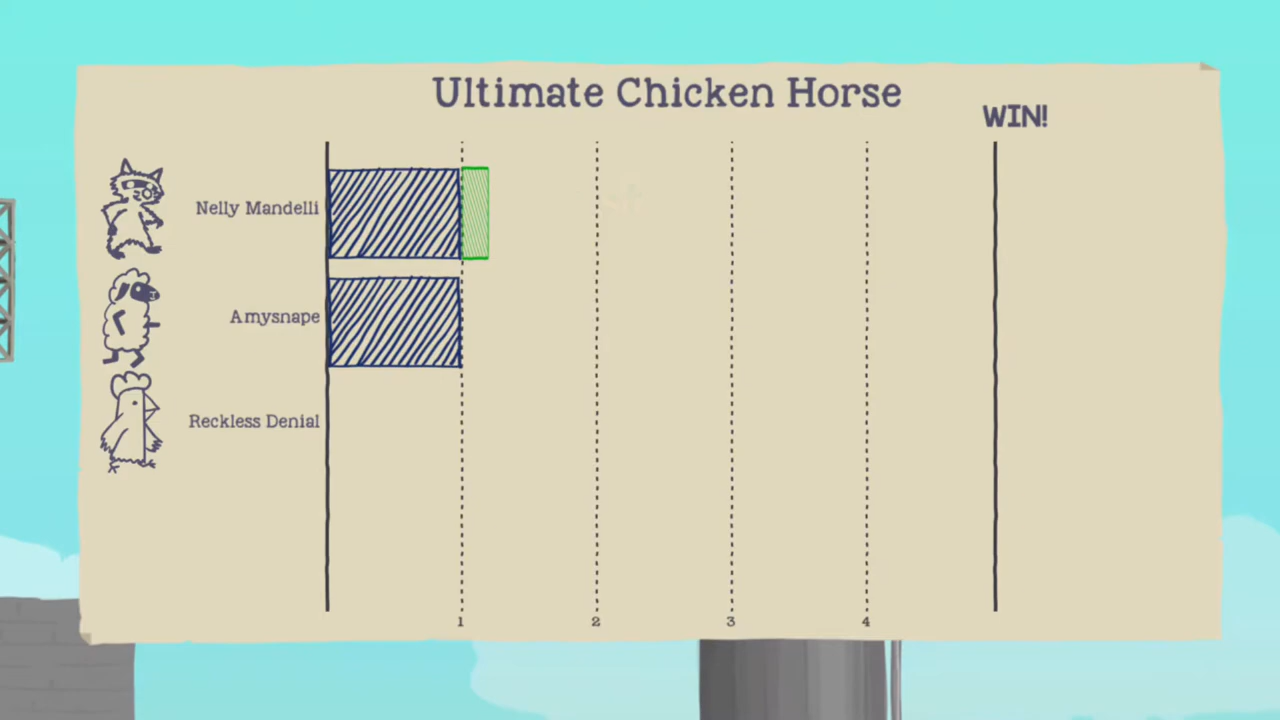 Ultimate Chicken Horse
WIN!
Nelly Mandelli
Amysnape
Reckless Denial
1 2 3 4